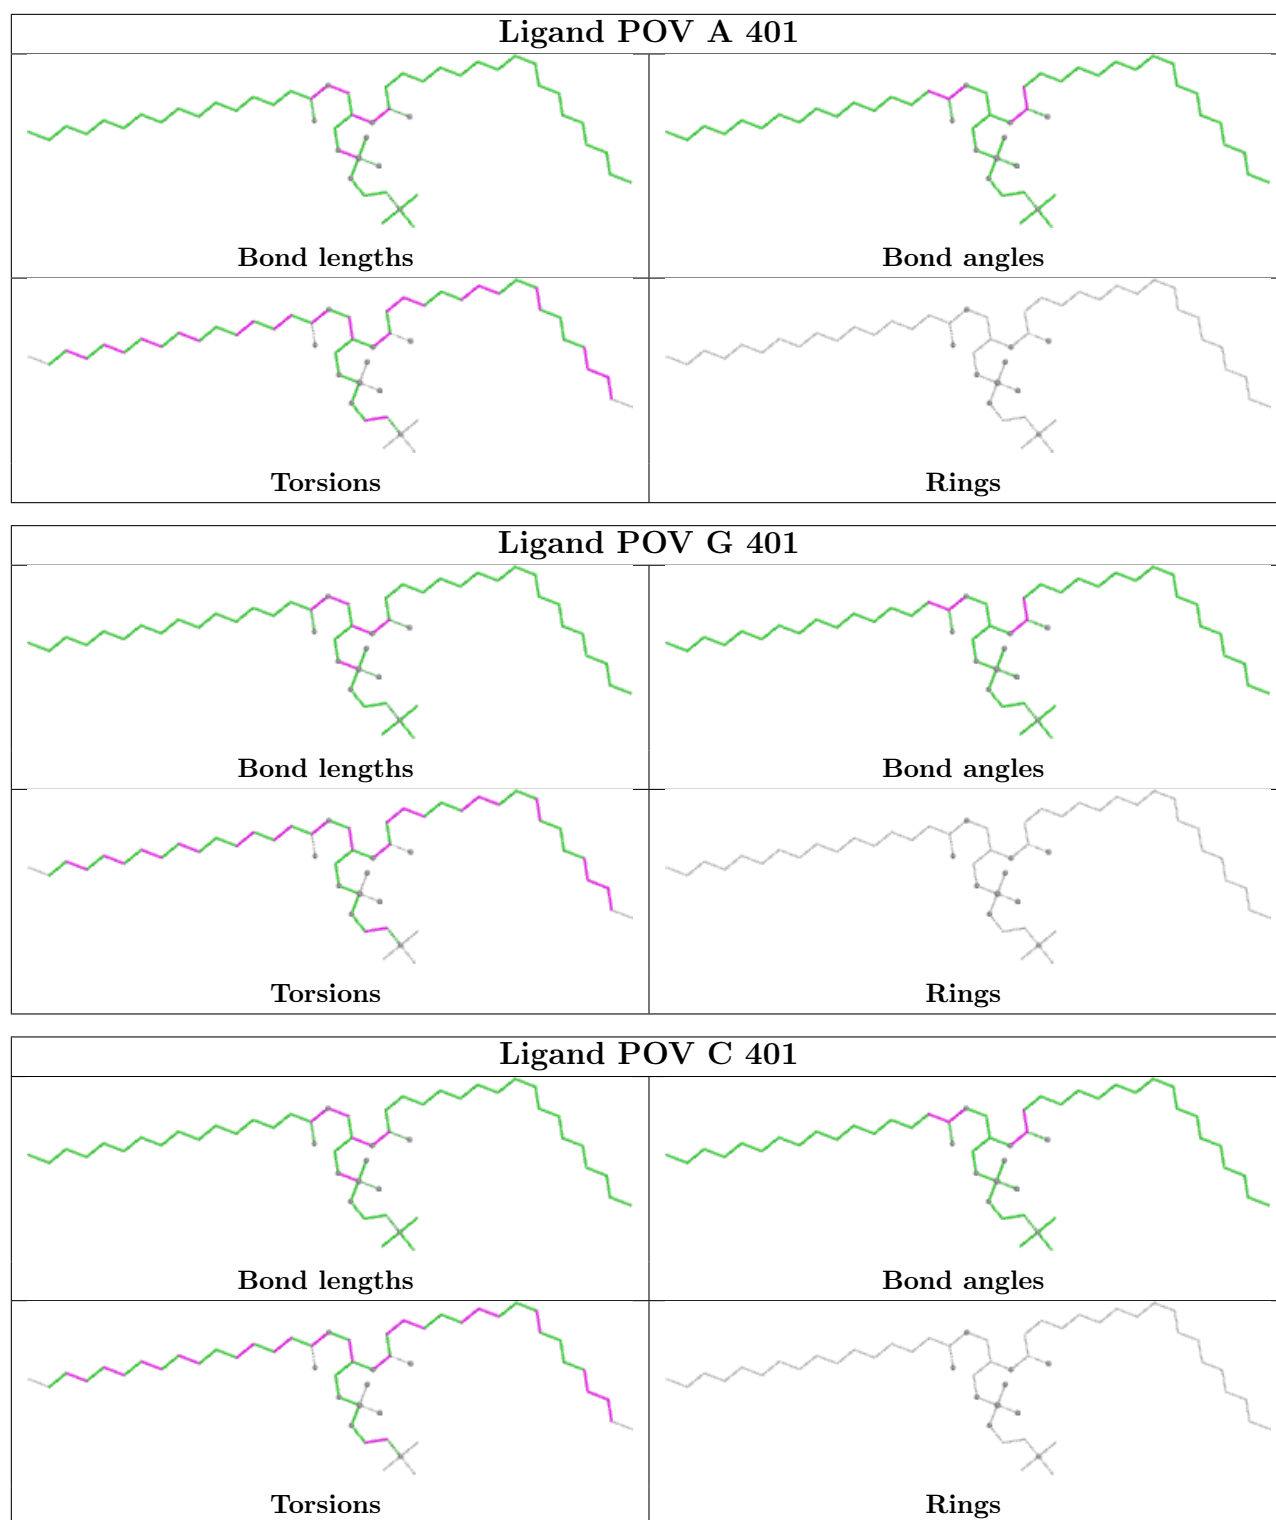 Ligand POV A 401
Bond lengths
Bond angles
Torsions
Rings
Ligand POV G 401
Bond lengths
Bond angles
Torsions
Rings
Ligand POV C 401
Bond lengths
Bond angles
Torsions
Rings